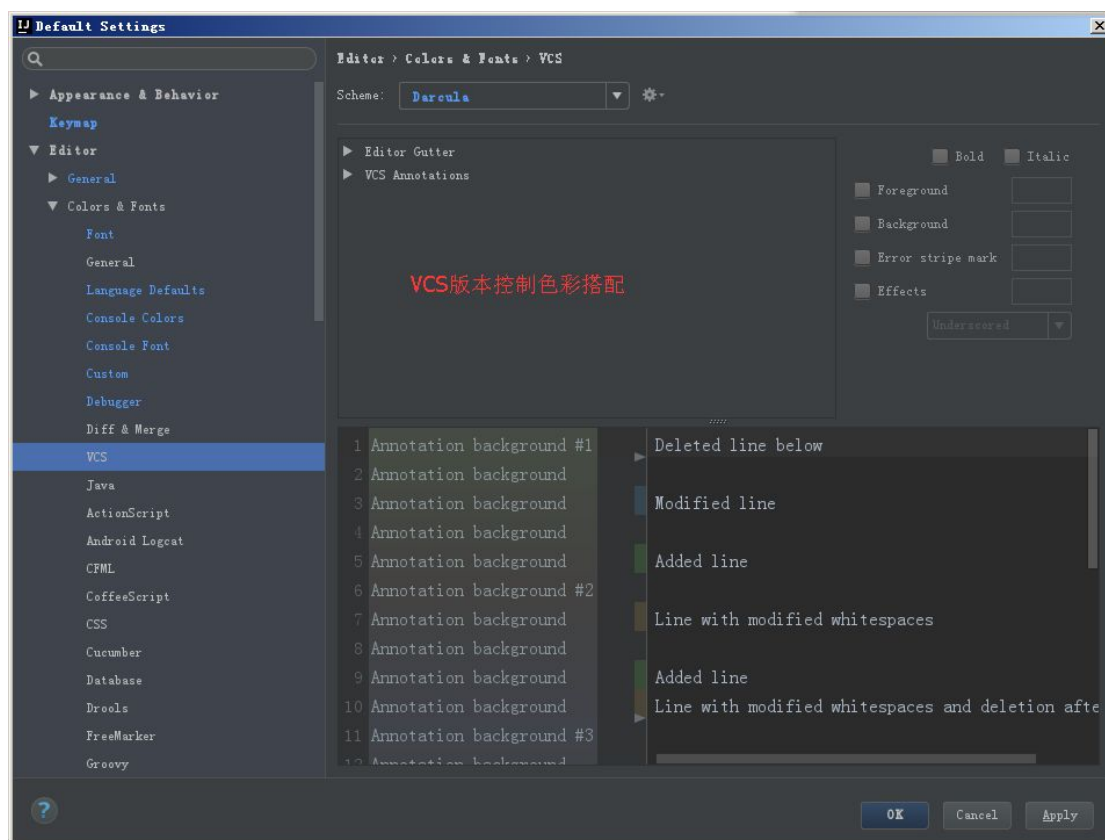 Default Settings
Appearance & Behavior
Keymap
Editor
General
Colors & Fonts
Font
General
Language Defaults
Console Colors
Console Font
Custom
Debugger
Diff & Merge
VCS
Java
ActionScript
Android Logcat
CFML
CoffeeScript
CSS
Cucumber
Database
Drools
FreeMarker
Groovy
Editor › Colors & Fonts › VCS
Scheme: Darcula
Editor Gutter
VCS Annotations
VCS版本控制色彩搭配
Bold Italic
Foreground
Background
Error stripe mark
Effects
Underscored
1 Annotation background #1 Deleted line below
2 Annotation background
3 Annotation background Modified line
4 Annotation background
5 Annotation background Added line
6 Annotation background #2
7 Annotation background Line with modified whitespaces
8 Annotation background
9 Annotation background Added line
10 Annotation background Line with modified whitespaces and deletion afte
11 Annotation background #3
12 Annotation background
?
OK Cancel Apply